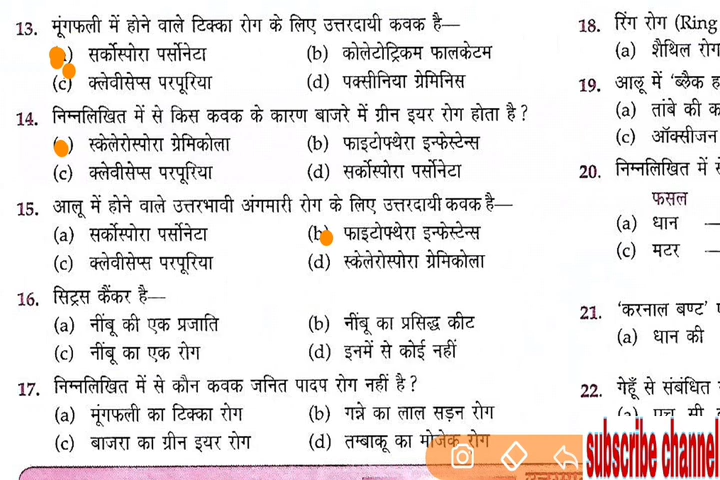 13. मूंगफली में होने वाले टिक्का रोग के लिए उत्तरदायी कवक है—
सर्कोस्पोरा पर्सोनेटा (b) कोलेटोट्रिकम फालकेटम
(c) क्लेवीसेप्स परपूरिया (d) पक्सीनिया ग्रेमिनिस
14. निम्नलिखित में से किस कवक के कारण बाजरे में ग्रीन इयर रोग होता है ?
स्केलेरोस्पोरा ग्रेमिकोला (b) फाइटोफ्थेरा इन्फेस्टेन्स
(c) क्लेवीसेप्स परपूरिया (d) सर्कोस्पोरा पर्सोनेटा
15. आलू में होने वाले उत्तरभावी अंगमारी रोग के लिए उत्तरदायी कवक है—
(a) सर्कोस्पोरा पर्सोनेटा (b) फाइटोफ्थेरा इन्फेस्टेन्स
(c) क्लेवीसेप्स परपूरिया (d) स्केलेरोस्पोरा ग्रेमिकोला
16. सिट्रस कैंकर है—
(a) नींबू की एक प्रजाति (b) नींबू का प्रसिद्ध कीट
(c) नींबू का एक रोग (d) इनमें से कोई नहीं
17. निम्नलिखित में से कौन कवक जनित पादप रोग नहीं है ?
(a) मूंगफली का टिक्का रोग (b) गन्ने का लाल सड़न रोग
(c) बाजरा का ग्रीन इयर रोग (d) तम्बाकू का मोजेक रोग
18. रिंग रोग (Ring
(a) शैथिल रोग
19. आलू में ‘ब्लैक ह
(a) तांबे की क
(c) ऑक्सीजन
20. निम्नलिखित में से
फसल
(a) धान —
(c) मटर —
21. ‘करनाल बण्ट’
(a) धान की
22. गेहूँ से संबंधित
subscribe channel